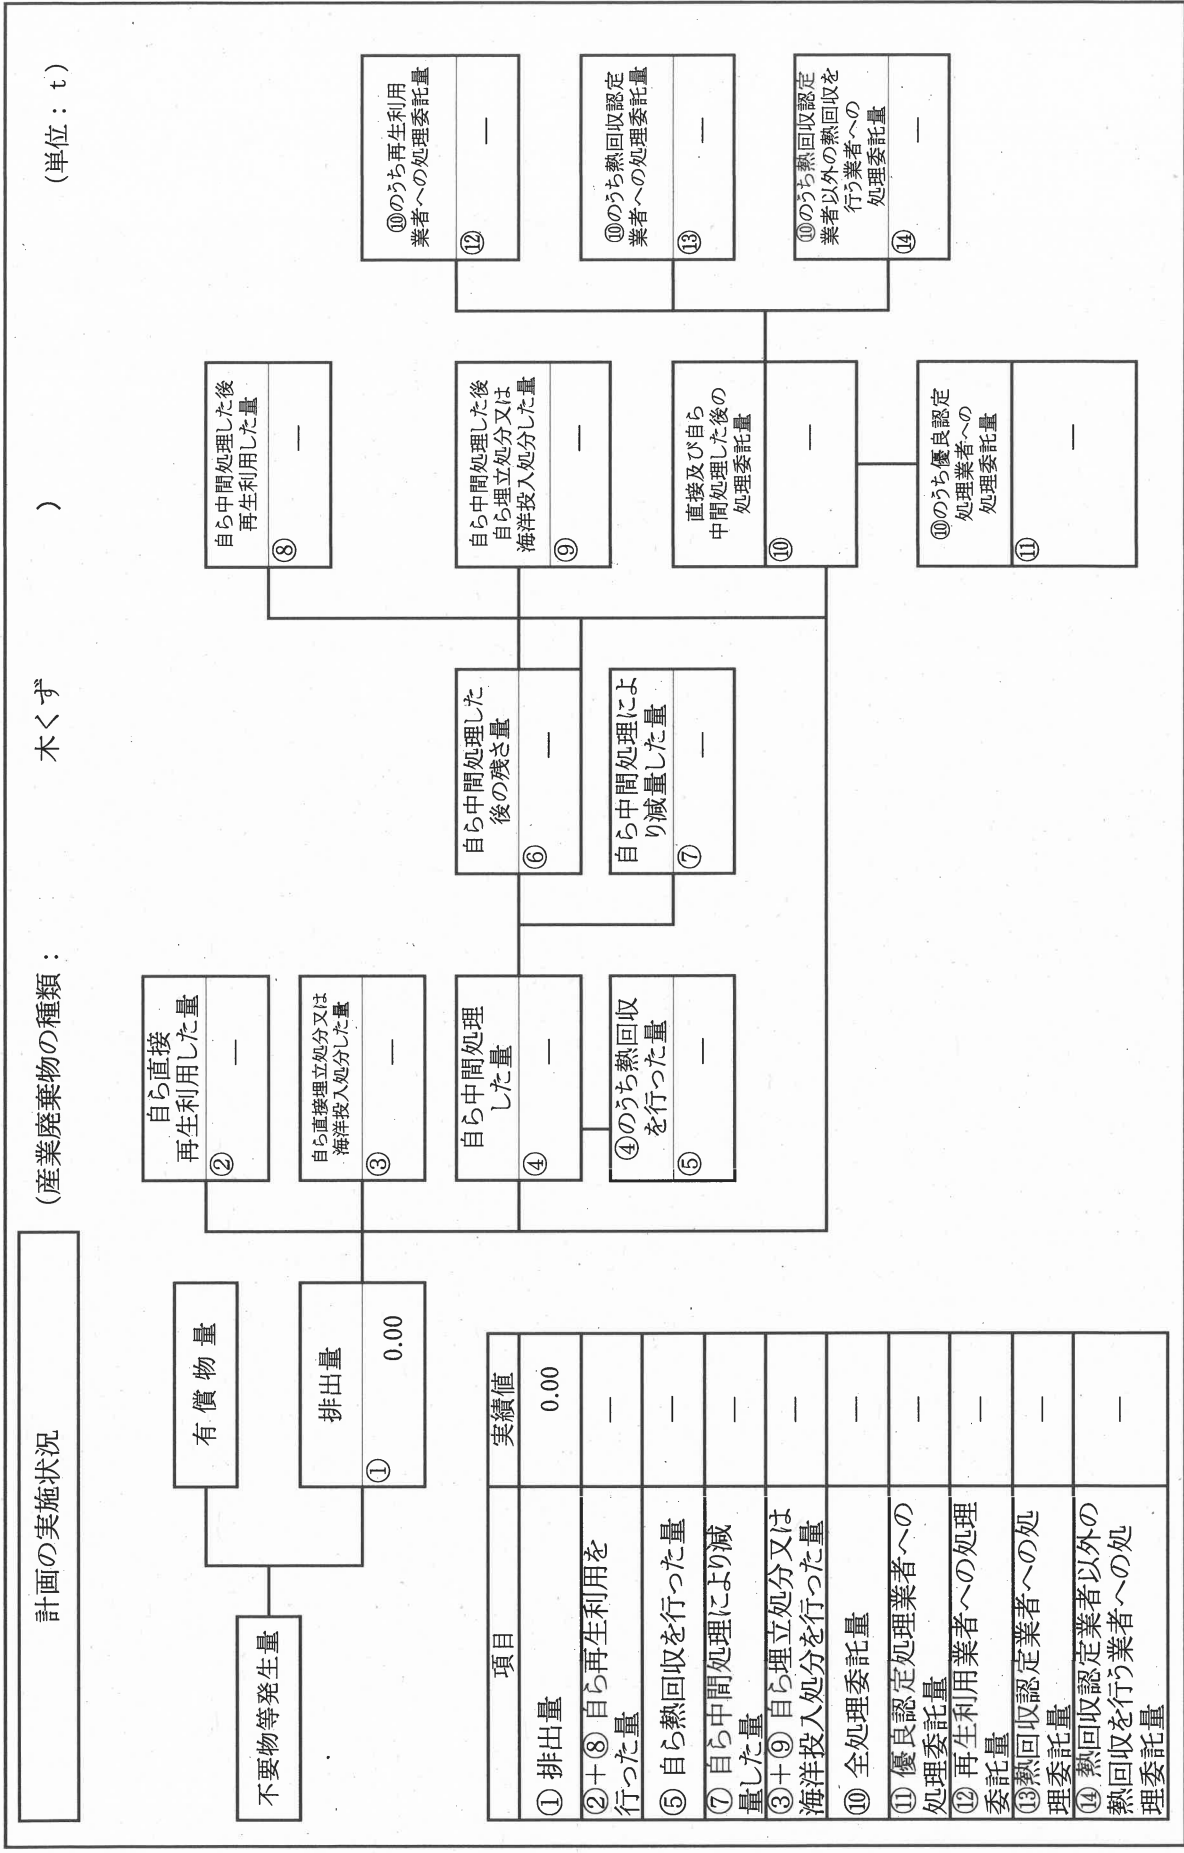 計画の実施状況
(産業廃棄物の種類： 木くず )
(単位：t)
不要物等発生量
有 償 物 量
排出量
①
0.00
自ら直接
再生利用した量
②
―
自ら直接埋立処分又は
海洋投入処分した量
③
―
自ら中間処理
した量
④
―
④のうち熱回収
を行った量
⑤
―
自ら中間処理した
後の残さ量
⑥
―
自ら中間処理によ
り減量した量
⑦
―
自ら中間処理した後
再生利用した量
⑧
―
自ら中間処理した後
自ら埋立処分又は
海洋投入処分した量
⑨
―
直接及び自ら
中間処理した後の
処理委託量
⑩
―
⑩のうち優良認定
処理業者への
処理委託量
⑪
―
⑩のうち再生利用
業者への処理委託量
⑫
―
⑩のうち熱回収認定
業者への処理委託量
⑬
―
⑩のうち熱回収認定
業者以外の熱回収を
行う業者への
処理委託量
⑭
―
項目 実績値
① 排出量 0.00
②＋⑧ 自ら再生利用を
行った量 ―
⑤ 自ら熱回収を行った量 ―
⑦ 自ら中間処理により減
量した量 ―
③＋⑨ 自ら埋立処分又は
海洋投入処分を行った量 ―
⑩ 全処理委託量 ―
⑪ 優良認定処理業者への
処理委託量 ―
⑫ 再生利用業者への処理
委託量 ―
⑬熱回収認定業者への処
理委託量 ―
⑭ 熱回収認定業者以外の
熱回収を行う業者への処
理委託量 ―